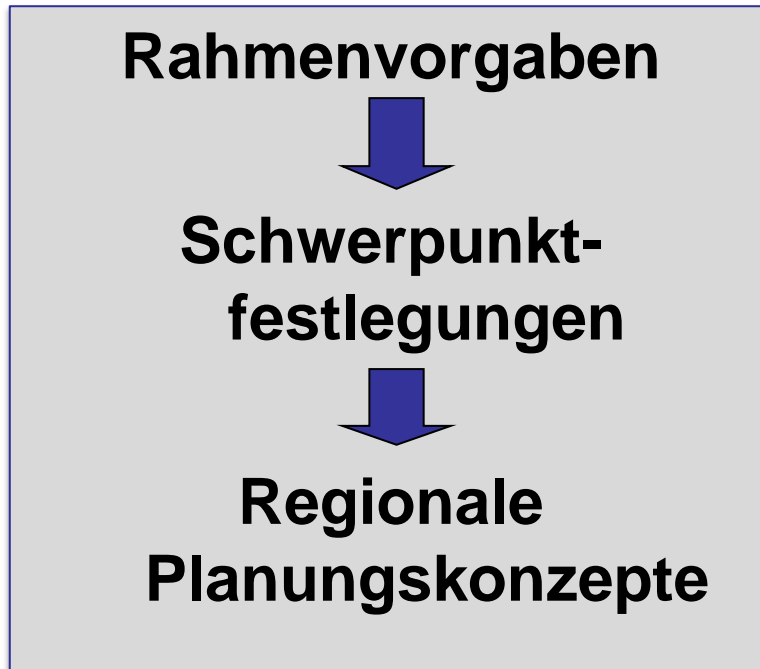 Rahmenvorgaben
Schwerpunkt-
festlegungen
Regionale
Planungskonzepte